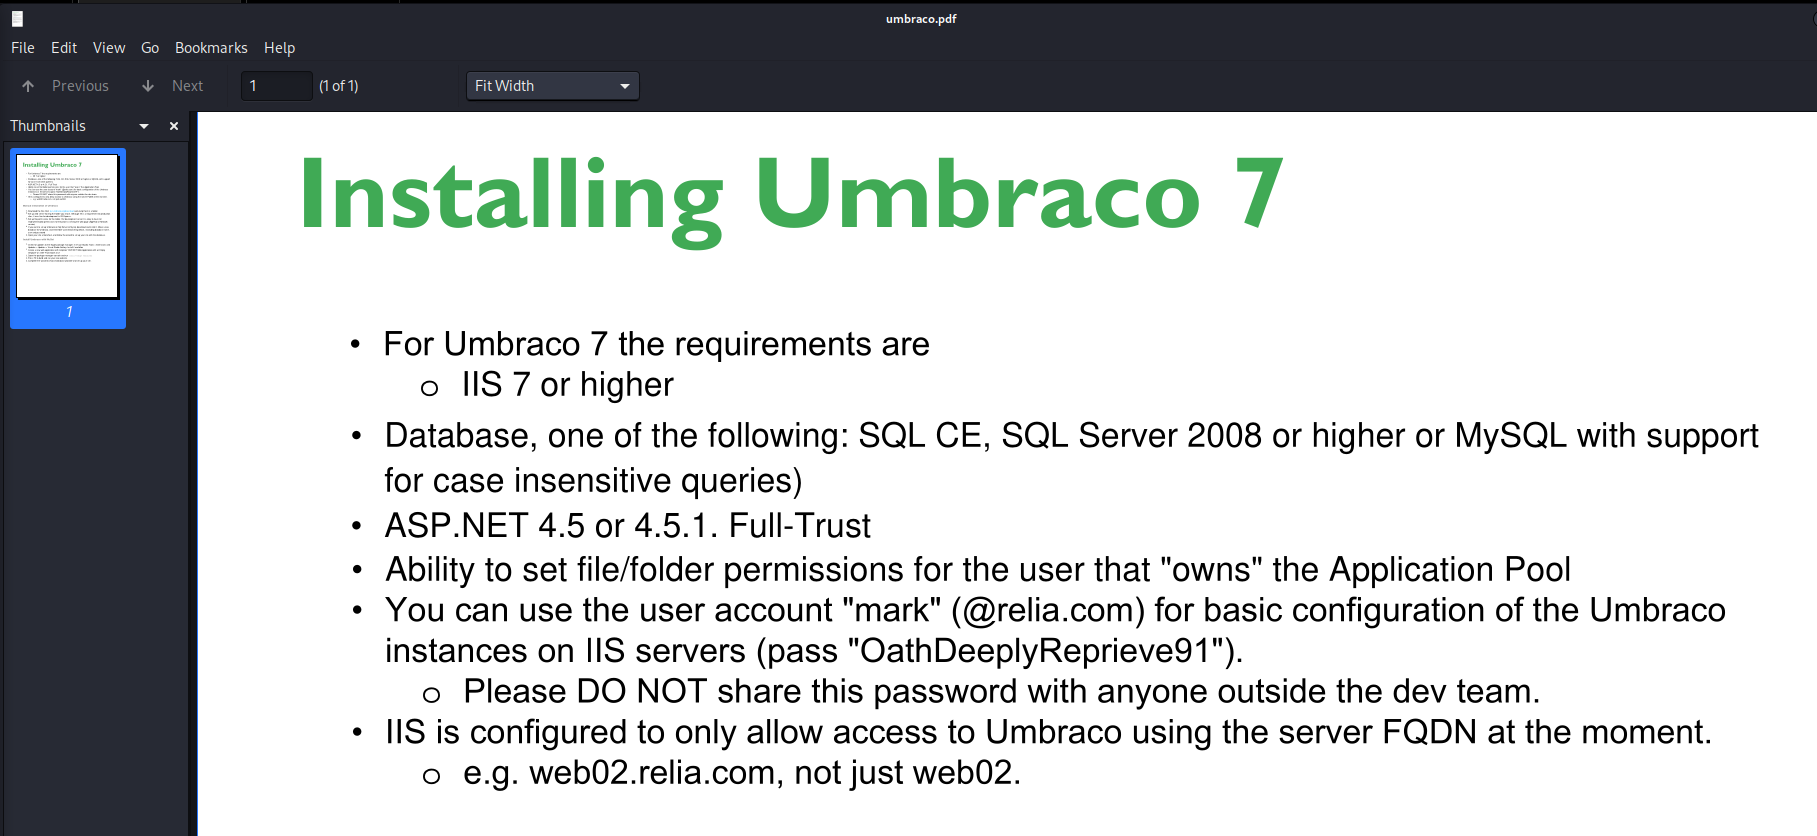 umbraco.pdf
File Edit View Go Bookmarks Help
Previous Next 1 (1 of 1) Fit Width
Thumbnails
1
Installing Umbraco 7
• For Umbraco 7 the requirements are
o IIS 7 or higher
• Database, one of the following: SQL CE, SQL Server 2008 or higher or MySQL with support
for case insensitive queries)
• ASP.NET 4.5 or 4.5.1. Full-Trust
• Ability to set file/folder permissions for the user that "owns" the Application Pool
• You can use the user account "mark" (@relia.com) for basic configuration of the Umbraco
instances on IIS servers (pass "OathDeeplyReprieve91").
o Please DO NOT share this password with anyone outside the dev team.
• IIS is configured to only allow access to Umbraco using the server FQDN at the moment.
o e.g. web02.relia.com, not just web02.